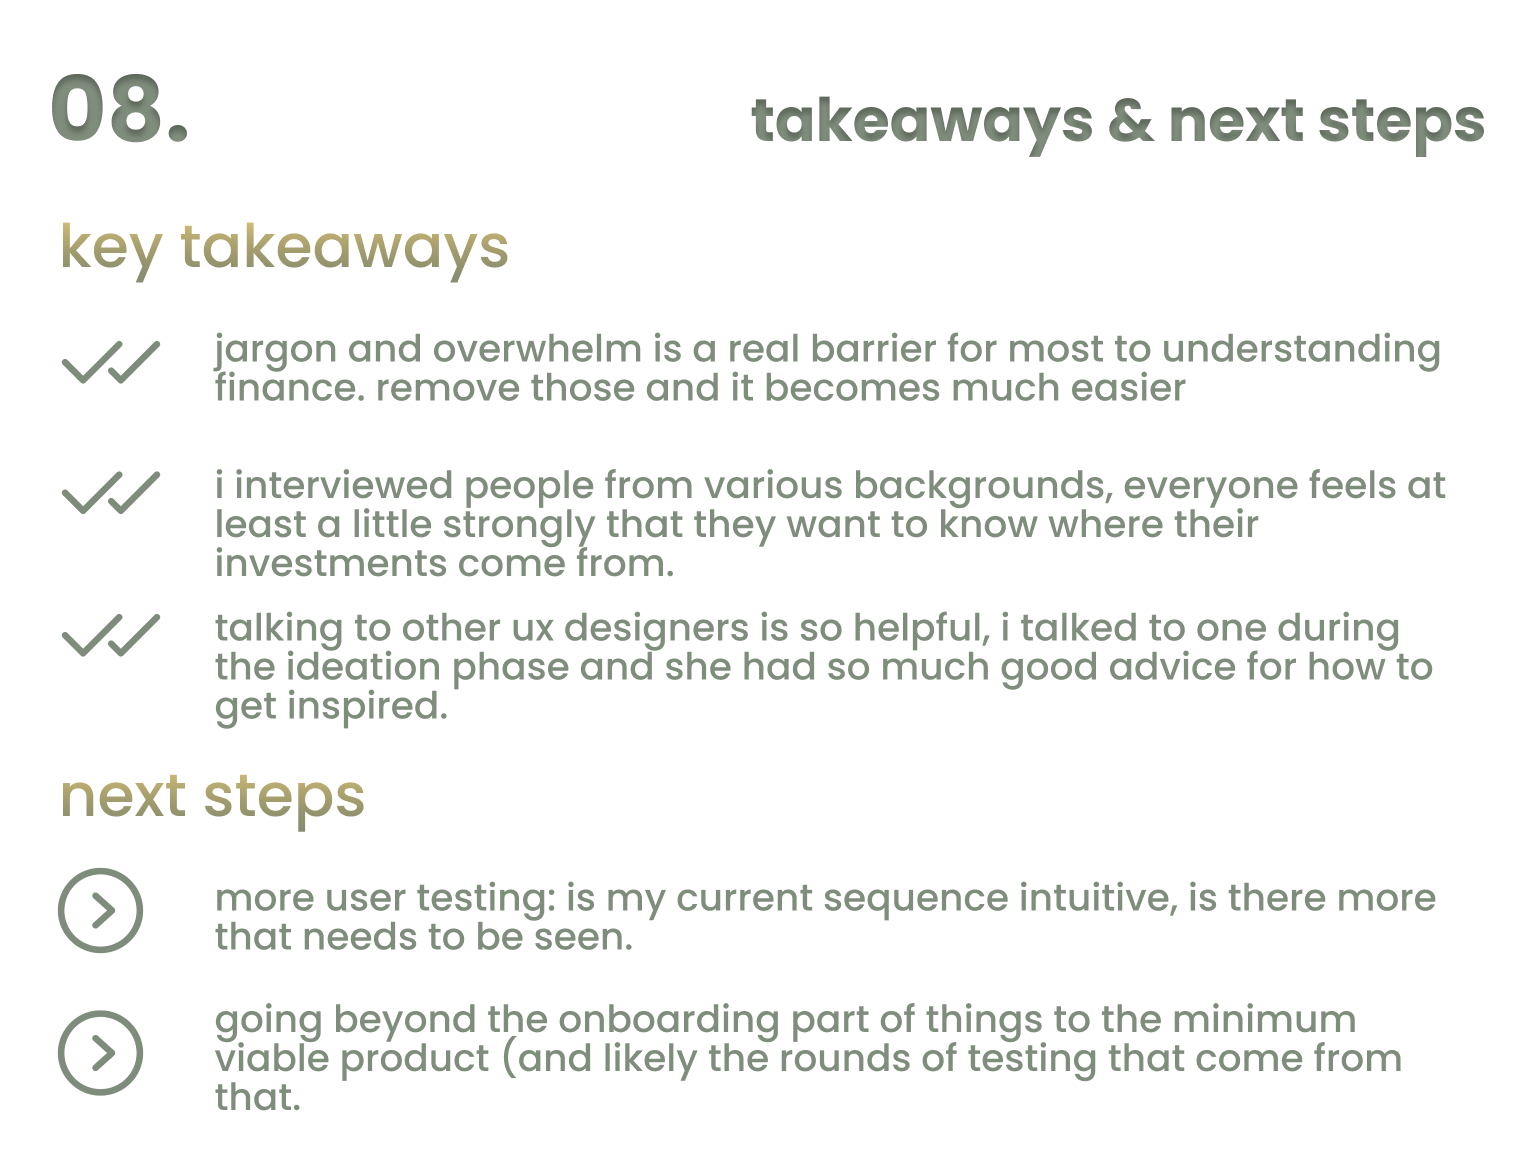 08.
takeaways & next steps
key takeaways
jargon and overwhelm is a real barrier for most to understanding
finance. remove those and it becomes much easier
i interviewed people from various backgrounds, everyone feels at
least a little strongly that they want to know where their
investments come from.
talking to other ux designers is so helpful, i talked to one during
the ideation phase and she had so much good advice for how to
get inspired.
next steps
more user testing: is my current sequence intuitive, is there more
that needs to be seen.
going beyond the onboarding part of things to the minimum
viable product (and likely the rounds of testing that come from
that.